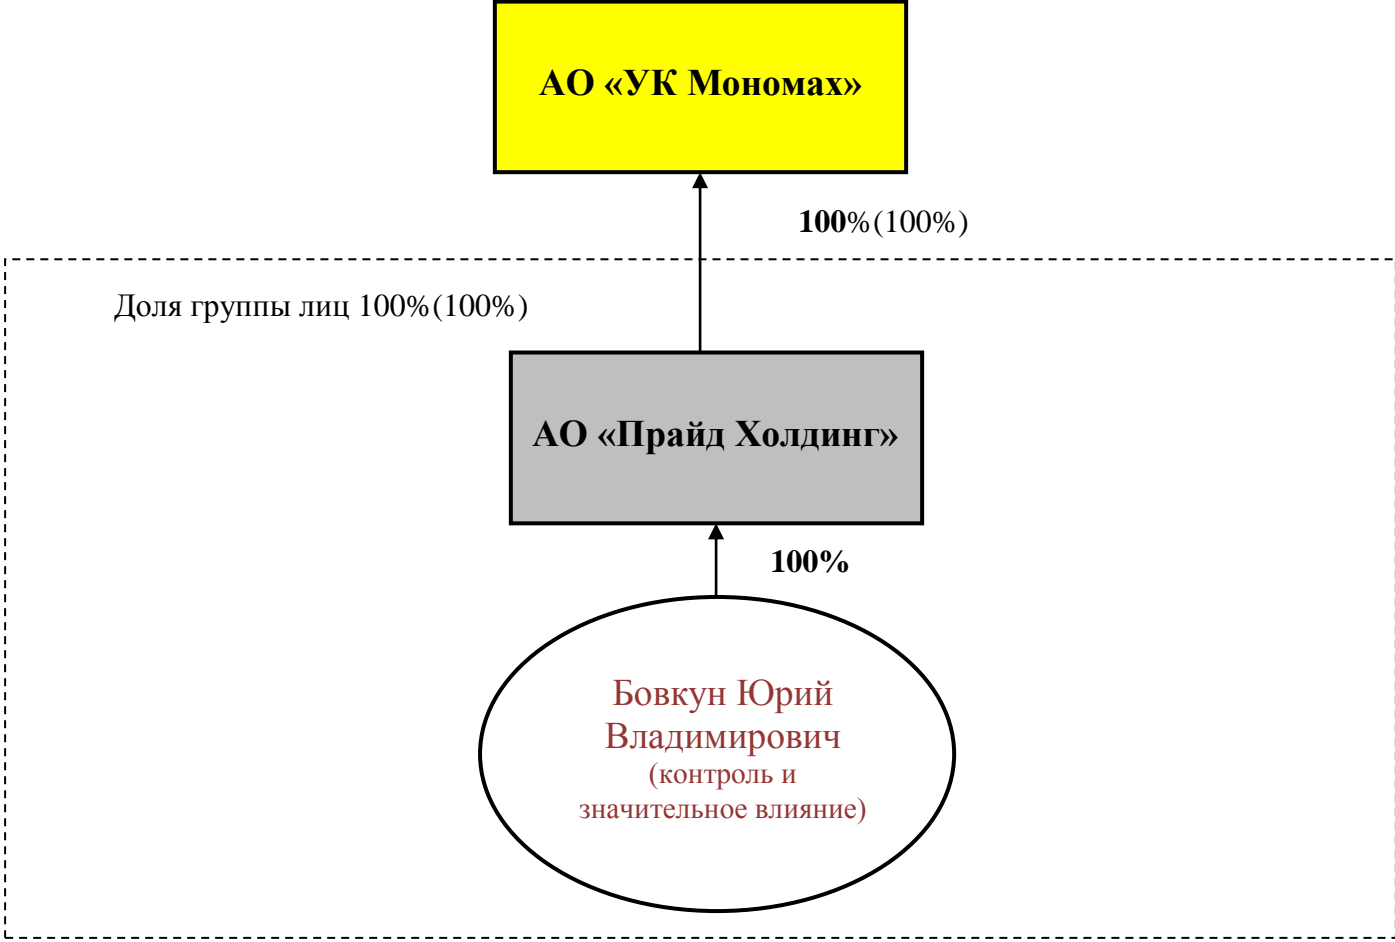 АО «УК Мономах»
100%(100%)
Доля группы лиц 100%(100%)
АО «Прайд Холдинг»
100%
Бовкун Юрий
Владимирович
(контроль и
значительное влияние)